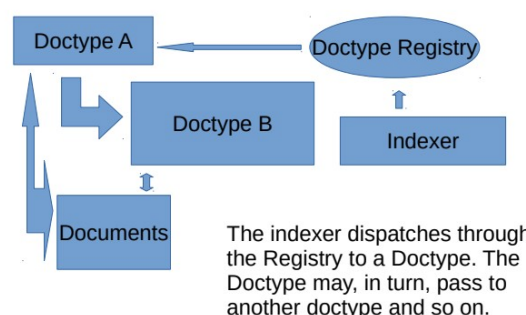 Doctype A
Doctype Registry
Doctype B
Indexer
Documents
The indexer dispatches through
the Registry to a Doctype. The
Doctype may, in turn, pass to
another doctype and so on.